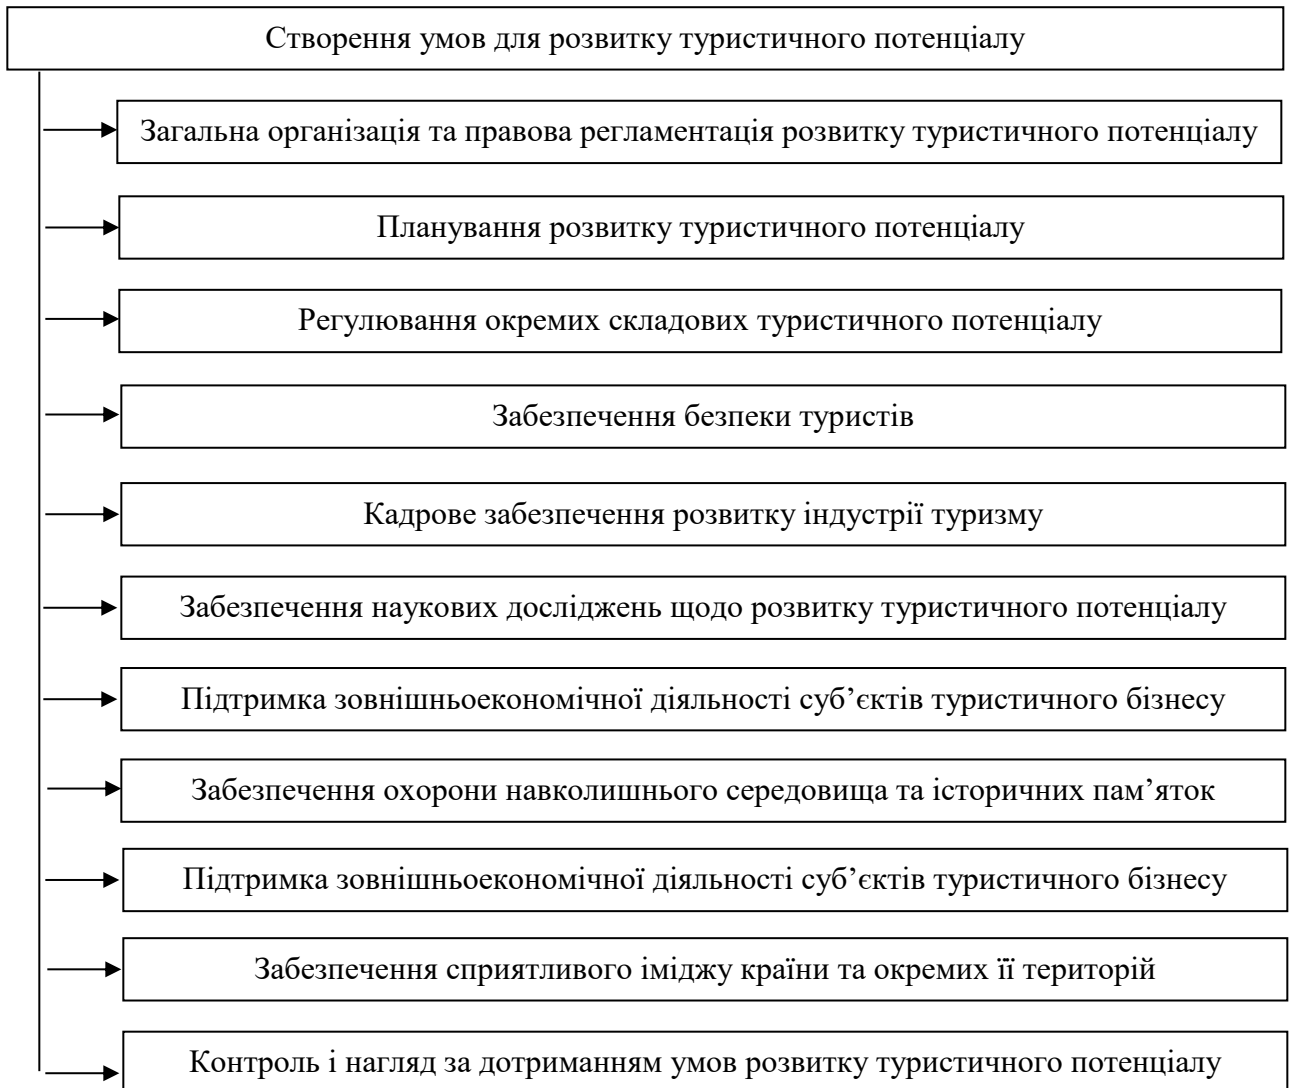 Створення умов для розвитку туристичного потенціалу
Загальна організація та правова регламентація розвитку туристичного потенціалу
Планування розвитку туристичного потенціалу
Регулювання окремих складових туристичного потенціалу
Забезпечення безпеки туристів
Кадрове забезпечення розвитку індустрії туризму
Забезпечення наукових досліджень щодо розвитку туристичного потенціалу
Підтримка зовнішньоекономічної діяльності суб’єктів туристичного бізнесу
Забезпечення охорони навколишнього середовища та історичних пам’яток
Підтримка зовнішньоекономічної діяльності суб’єктів туристичного бізнесу
Забезпечення сприятливого іміджу країни та окремих її територій
Контроль і нагляд за дотриманням умов розвитку туристичного потенціалу